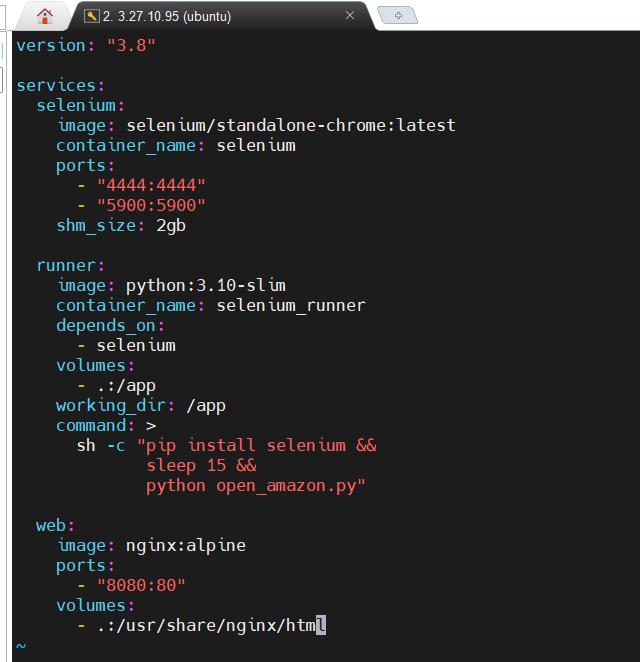 2. 3.27.10.95 (ubuntu)
version: "3.8"
services:
  selenium:
    image: selenium/standalone-chrome:latest
    container_name: selenium
    ports:
      - "4444:4444"
      - "5900:5900"
    shm_size: 2gb
  runner:
    image: python:3.10-slim
    container_name: selenium_runner
    depends_on:
      - selenium
    volumes:
      - .:/app
    working_dir: /app
    command: >
      sh -c "pip install selenium &&
             sleep 15 &&
             python open_amazon.py"
  web:
    image: nginx:alpine
    ports:
      - "8080:80"
    volumes:
      - .:/usr/share/nginx/html
~